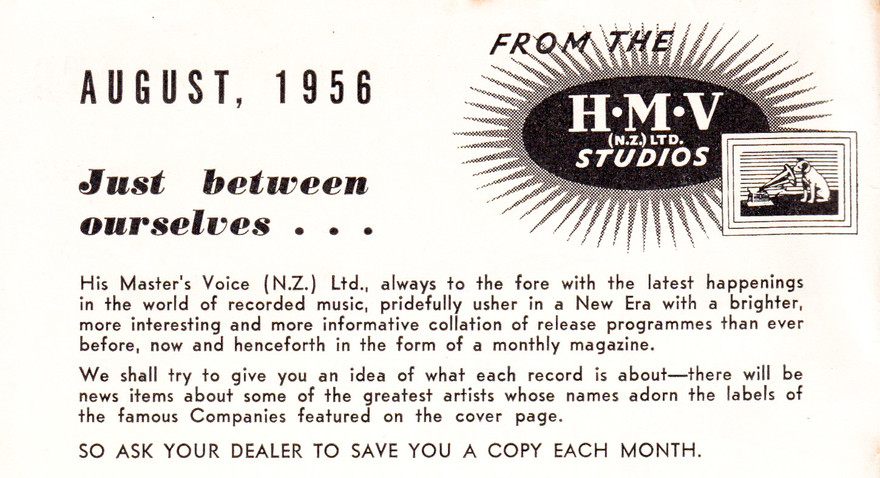 AUGUST, 1956
FROM THE
H·M·V
(N.Z.) LTD.
STUDIOS
Just between
ourselves . . .
His Master's Voice (N.Z.) Ltd., always to the fore with the latest happenings
in the world of recorded music, pridefully usher in a New Era with a brighter,
more interesting and more informative collation of release programmes than ever
before, now and henceforth in the form of a monthly magazine.
We shall try to give you an idea of what each record is about—there will be
news items about some of the greatest artists whose names adorn the labels of
the famous Companies featured on the cover page.
SO ASK YOUR DEALER TO SAVE YOU A COPY EACH MONTH.